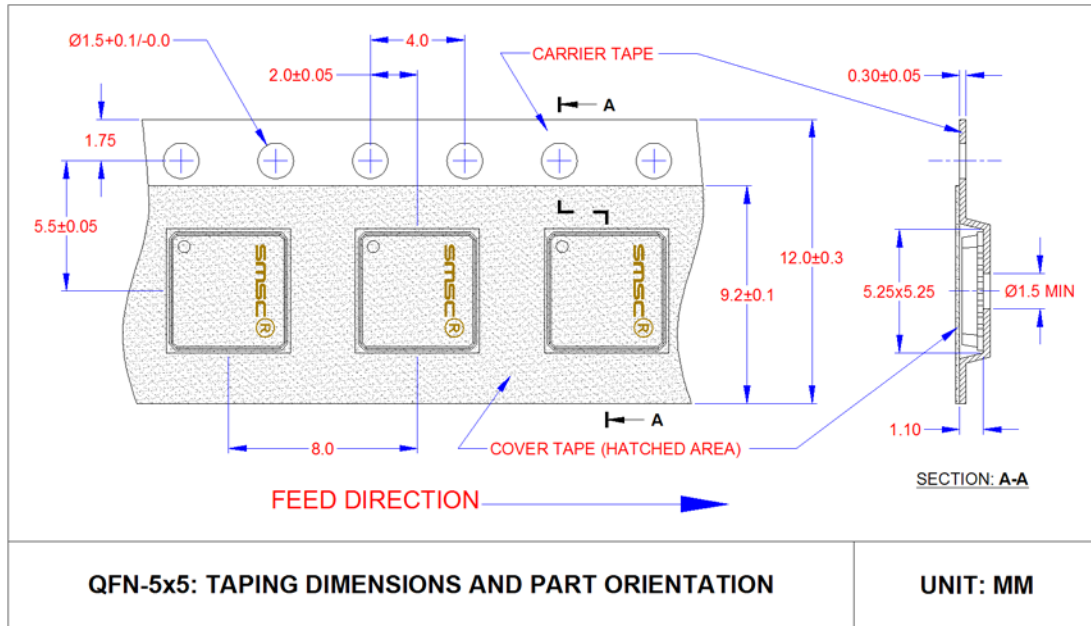 Ø1.5+0.1/-0.0
4.0
CARRIER TAPE
2.0±0.05
0.30±0.05
A
1.75
5.5±0.05
smsc®
smsc®
smsc®
12.0±0.3
9.2±0.1
5.25x5.25
Ø1.5 MIN
A
8.0
COVER TAPE (HATCHED AREA)
1.10
SECTION: A-A
FEED DIRECTION
QFN-5x5: TAPING DIMENSIONS AND PART ORIENTATION
UNIT: MM